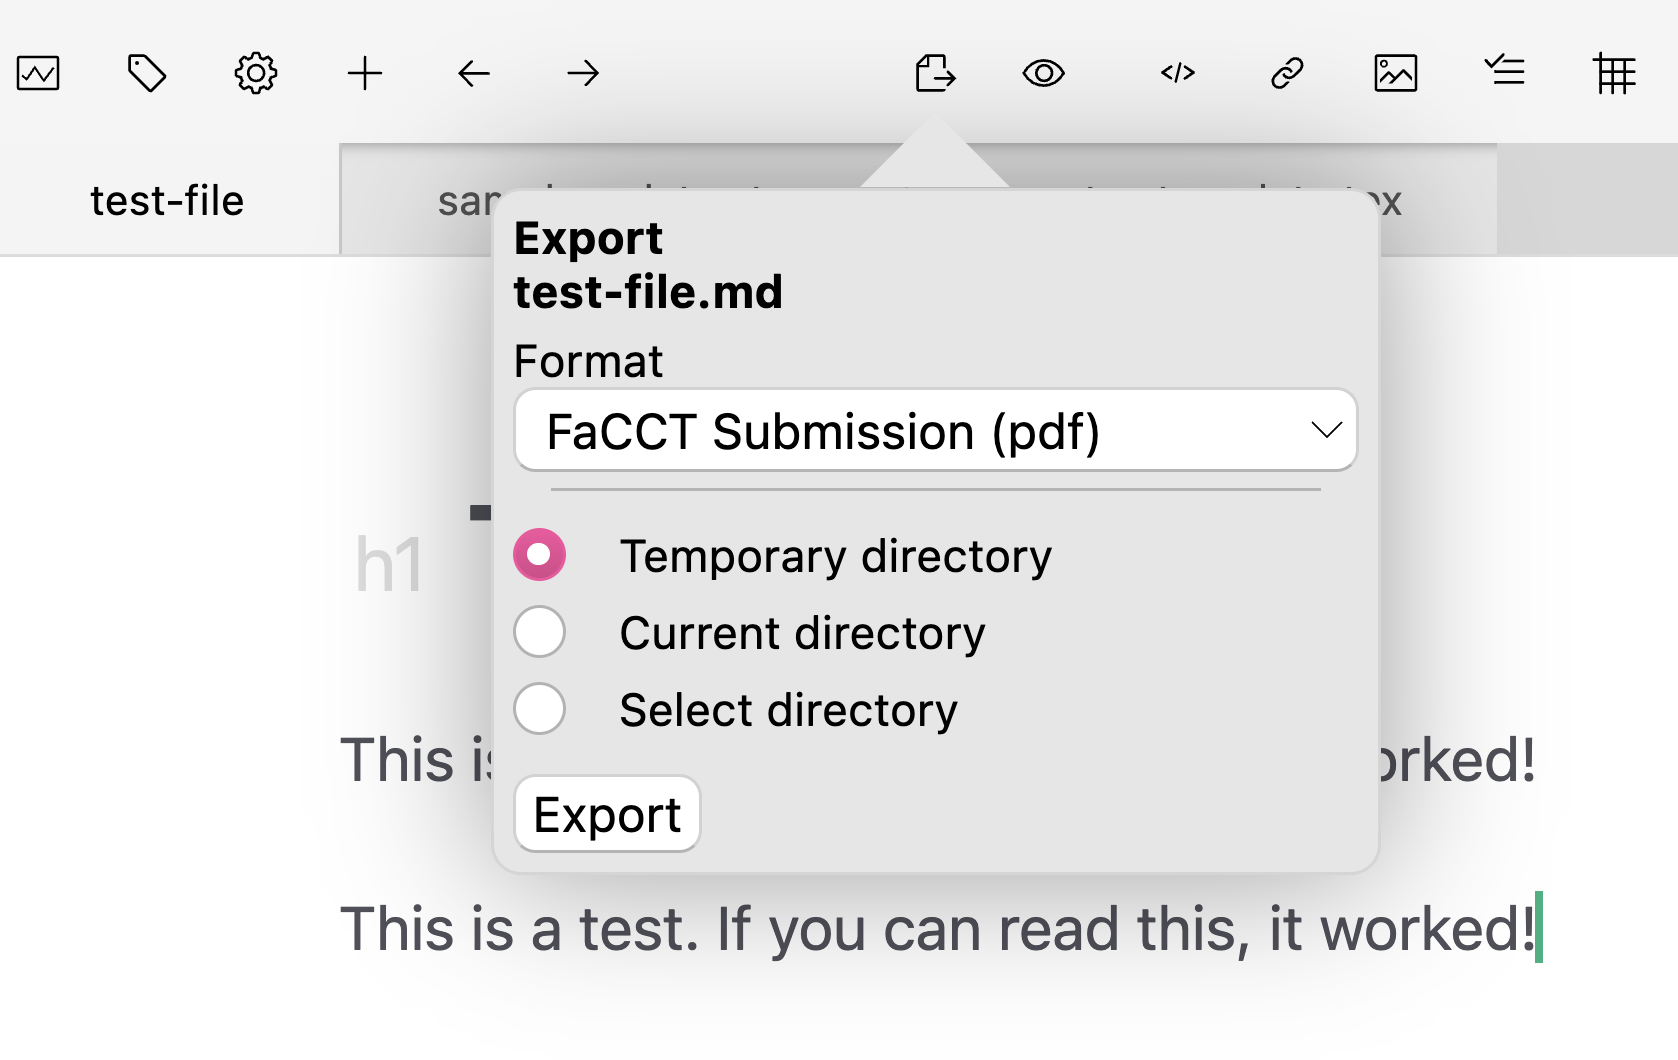 test-file
Export
test-file.md
Format
FaCCT Submission (pdf)
h1
Temporary directory
Current directory
Select directory
This
Export
This is a test. If you can read this, it worked!